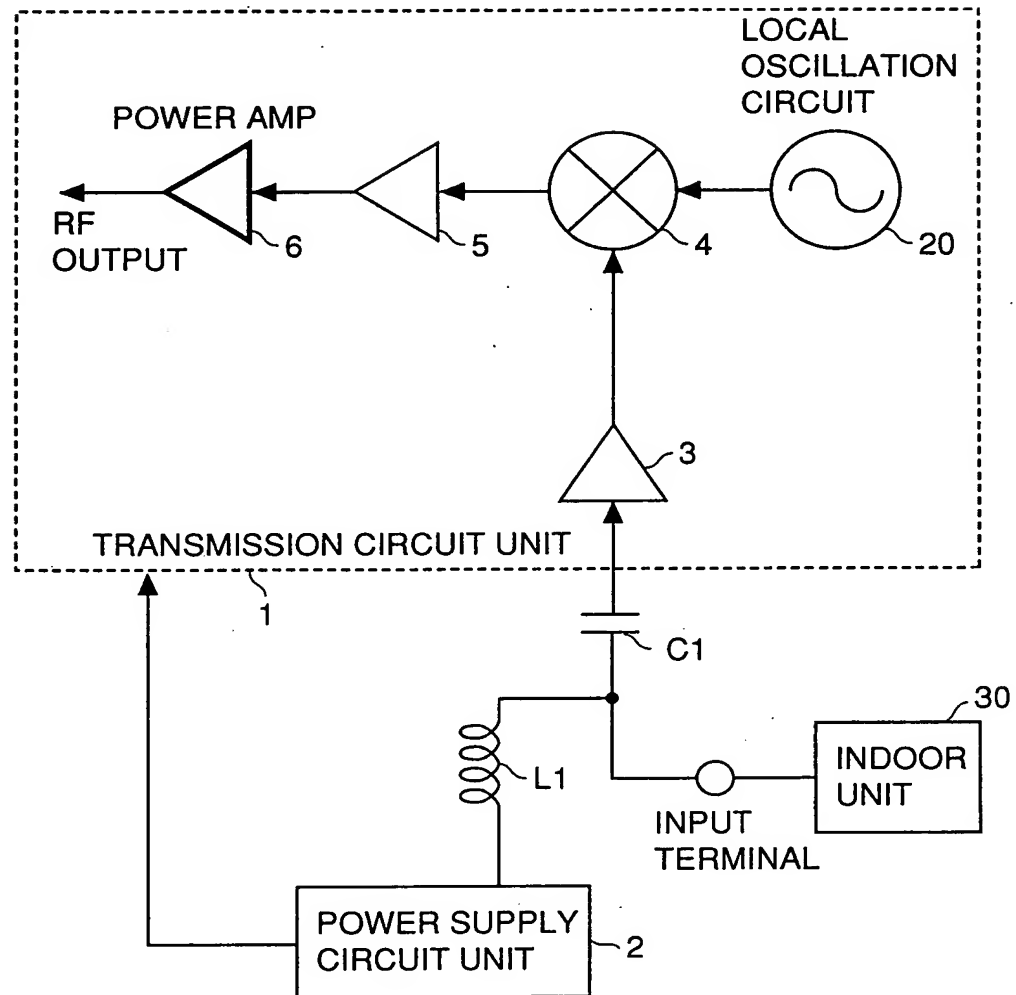 LOCAL
OSCILLATION
CIRCUIT
POWER AMP
RF
OUTPUT
6
5
4
20
3
TRANSMISSION CIRCUIT UNIT
1
C1
30
L1
INDOOR
UNIT
INPUT
TERMINAL
POWER SUPPLY
CIRCUIT UNIT
2